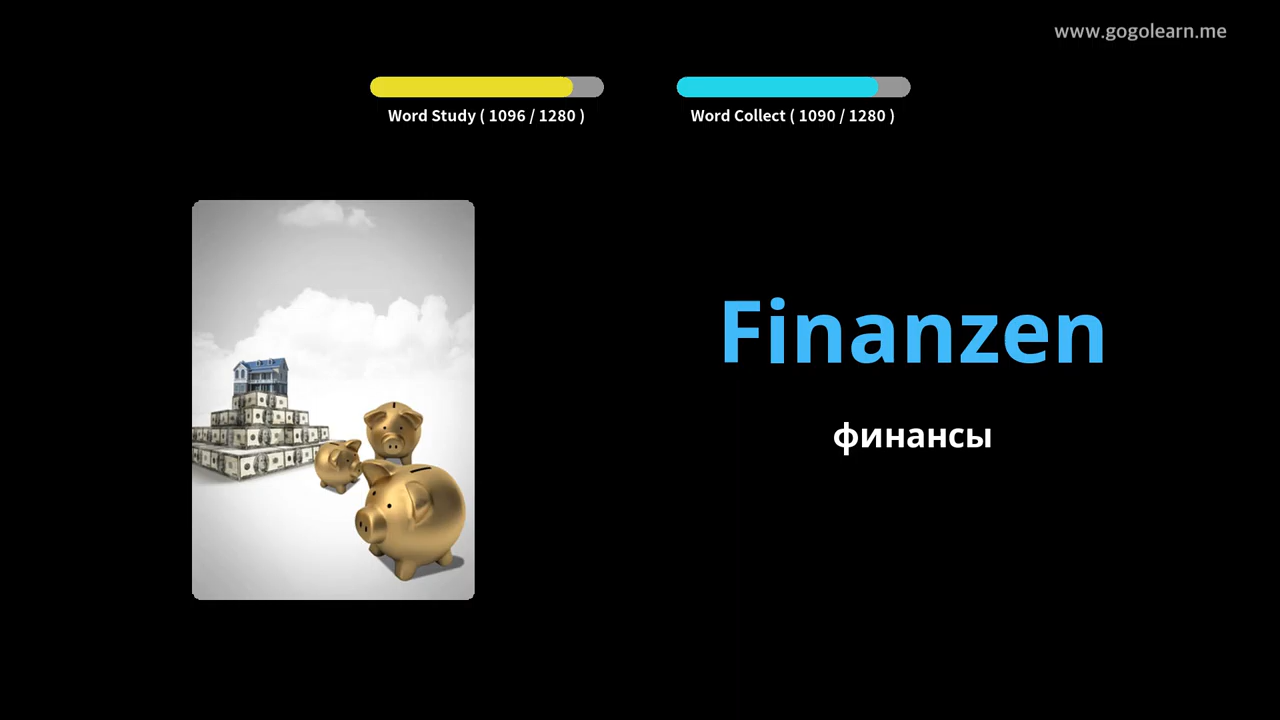 www.gogolearn.me
Word Study ( 1096 / 1280 )
Word Collect ( 1090 / 1280 )
Finanzen
финансы